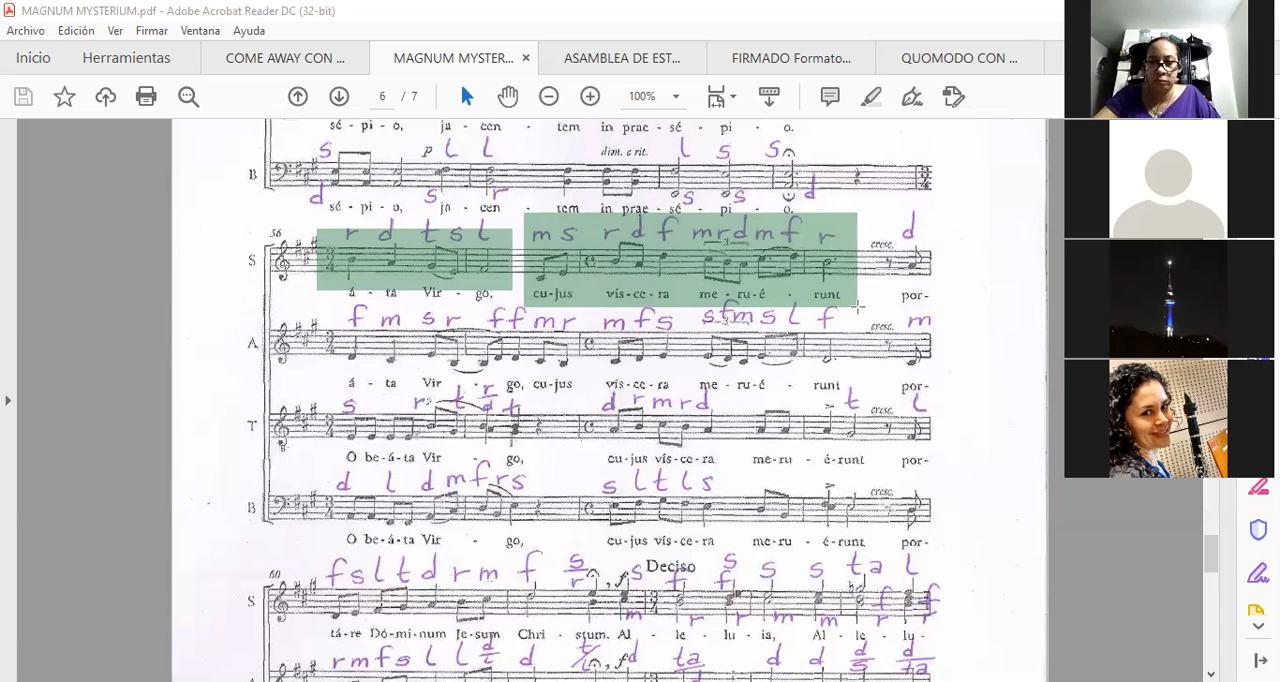 MAGNUM MYSTERIUM.pdf - Adobe Acrobat Reader DC (32-bit)
Archivo Edición Ver Firmar Ventana Ayuda
Inicio Herramientas COME AWAY CON ... MAGNUM MYSTER... × ASAMBLEA DE EST... FIRMADO Formato... QUOMODO CON ...
6 / 7 100%
sé - pi - o, ja - cen - tem in prae - sé - pi - o.
s p l l dim. e rit. l s s
B
d s r s s d
sé - pi - o, ja - cen - tem in prae - sé - pi - o.
r d t s l m s r d f m r d m f r d
56 3 cresc.
S
á - ta Vir - go, cu-jus vís-ce-ra me-ru-é - runt por-
f m s r f f m r m f s s f m s l f m
3 cresc.
A
á - ta Vir - go, cu-jus vís-ce-ra me-ru-é - runt por-
s r t r d t d r m r d t l
cresc.
T
O be-á-ta Vir - go, cu-jus vís-ce-ra me-ru - é-runt por-
d l d m f r s s l t l s
cresc.
B
O be-á-ta Vir - go, cu-jus vís-ce-ra me-ru - é-runt por-
f s l t d r m f s r s Deciso f s f s s ta l
60
S
m r r m m r f f r
tá-re Dó-mi-num Je-sum Chri - stum. Al - le - lu - ia, Al - le - lu -
r m f s l l d d ta d d d s d ta